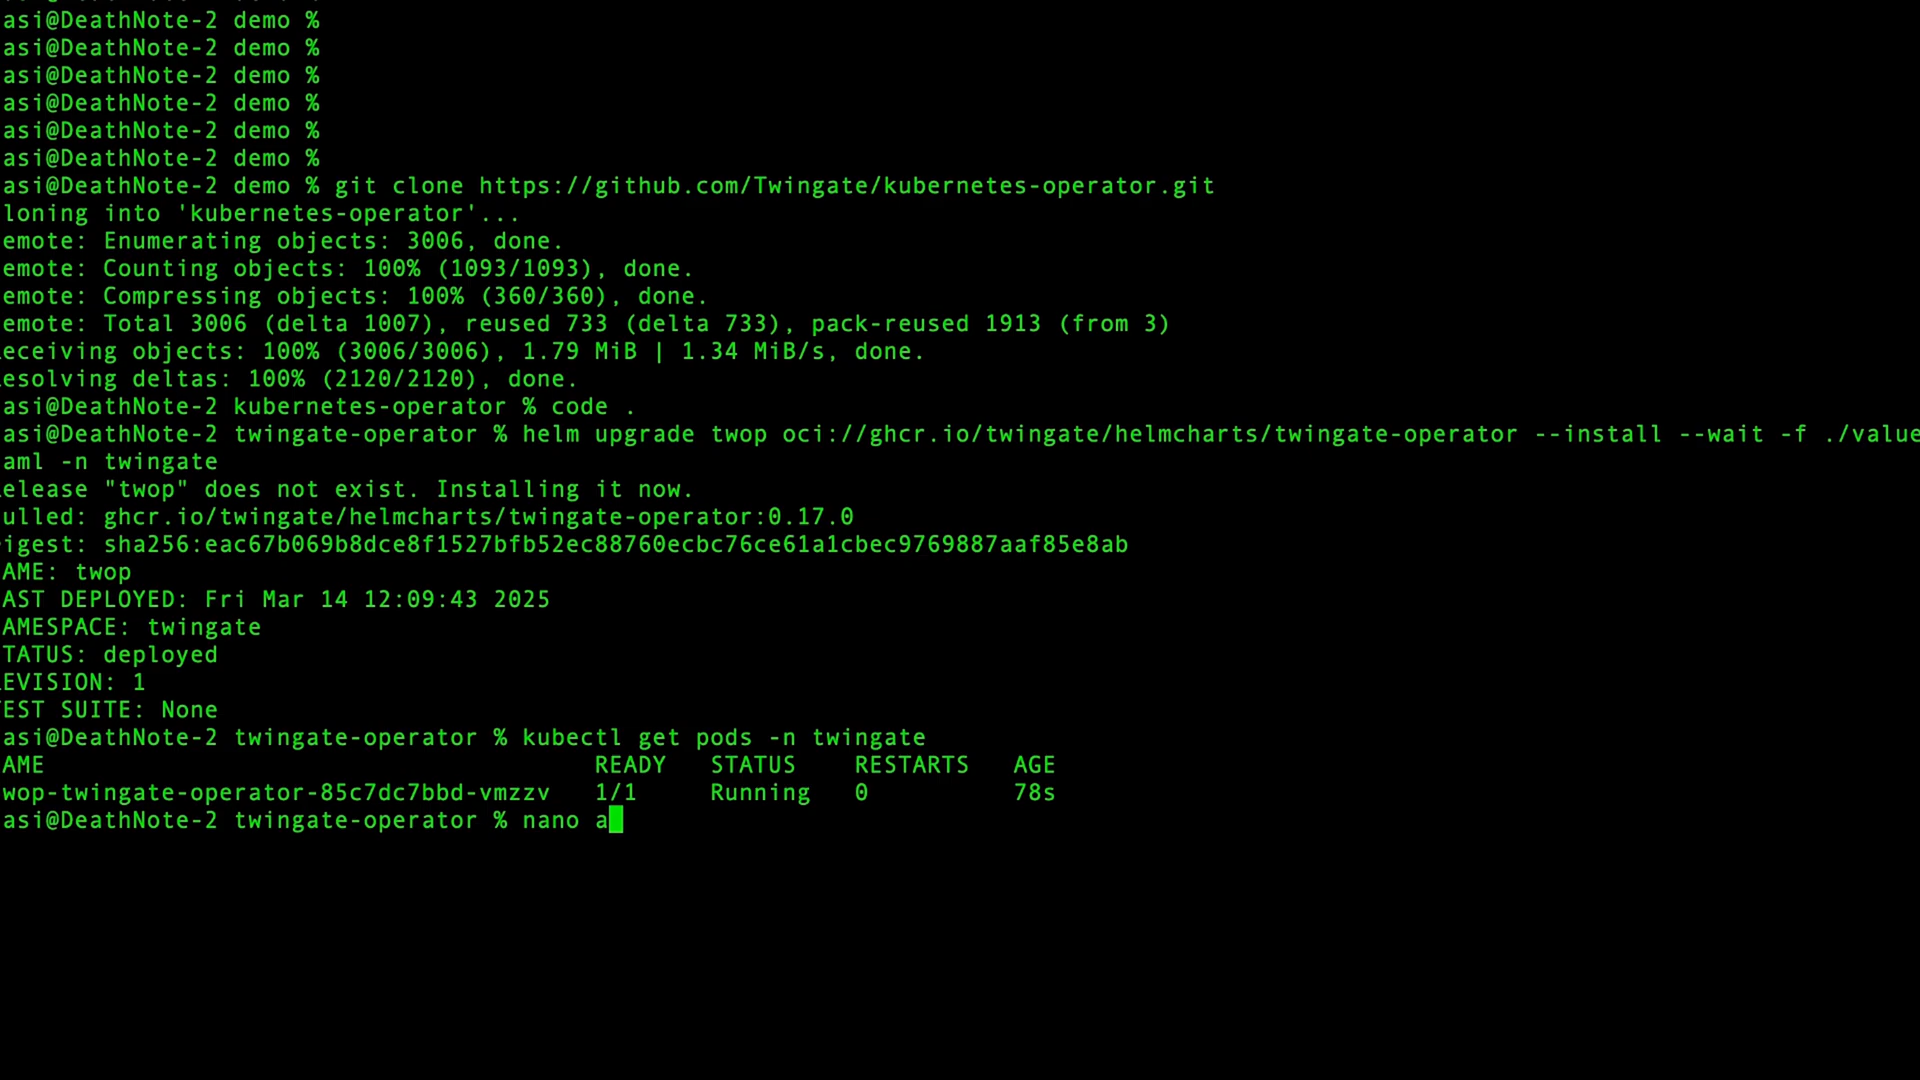 asi@DeathNote-2 demo %
asi@DeathNote-2 demo %
asi@DeathNote-2 demo %
asi@DeathNote-2 demo %
asi@DeathNote-2 demo %
asi@DeathNote-2 demo %
asi@DeathNote-2 demo % git clone https://github.com/Twingate/kubernetes-operator.git
loning into 'kubernetes-operator'...
emote: Enumerating objects: 3006, done.
emote: Counting objects: 100% (1093/1093), done.
emote: Compressing objects: 100% (360/360), done.
emote: Total 3006 (delta 1007), reused 733 (delta 733), pack-reused 1913 (from 3)
eceiving objects: 100% (3006/3006), 1.79 MiB | 1.34 MiB/s, done.
esolving deltas: 100% (2120/2120), done.
asi@DeathNote-2 kubernetes-operator % code .
asi@DeathNote-2 twingate-operator % helm upgrade twop oci://ghcr.io/twingate/helmcharts/twingate-operator --install --wait -f ./value
aml -n twingate
elease "twop" does not exist. Installing it now.
ulled: ghcr.io/twingate/helmcharts/twingate-operator:0.17.0
igest: sha256:eac67b069b8dce8f1527bfb52ec88760ecbc76ce61a1cbec9769887aaf85e8ab
AME: twop
AST DEPLOYED: Fri Mar 14 12:09:43 2025
AMESPACE: twingate
TATUS: deployed
EVISION: 1
EST SUITE: None
asi@DeathNote-2 twingate-operator % kubectl get pods -n twingate
AME READY STATUS RESTARTS AGE
wop-twingate-operator-85c7dc7bbd-vmzzv 1/1 Running 0 78s
asi@DeathNote-2 twingate-operator % nano a